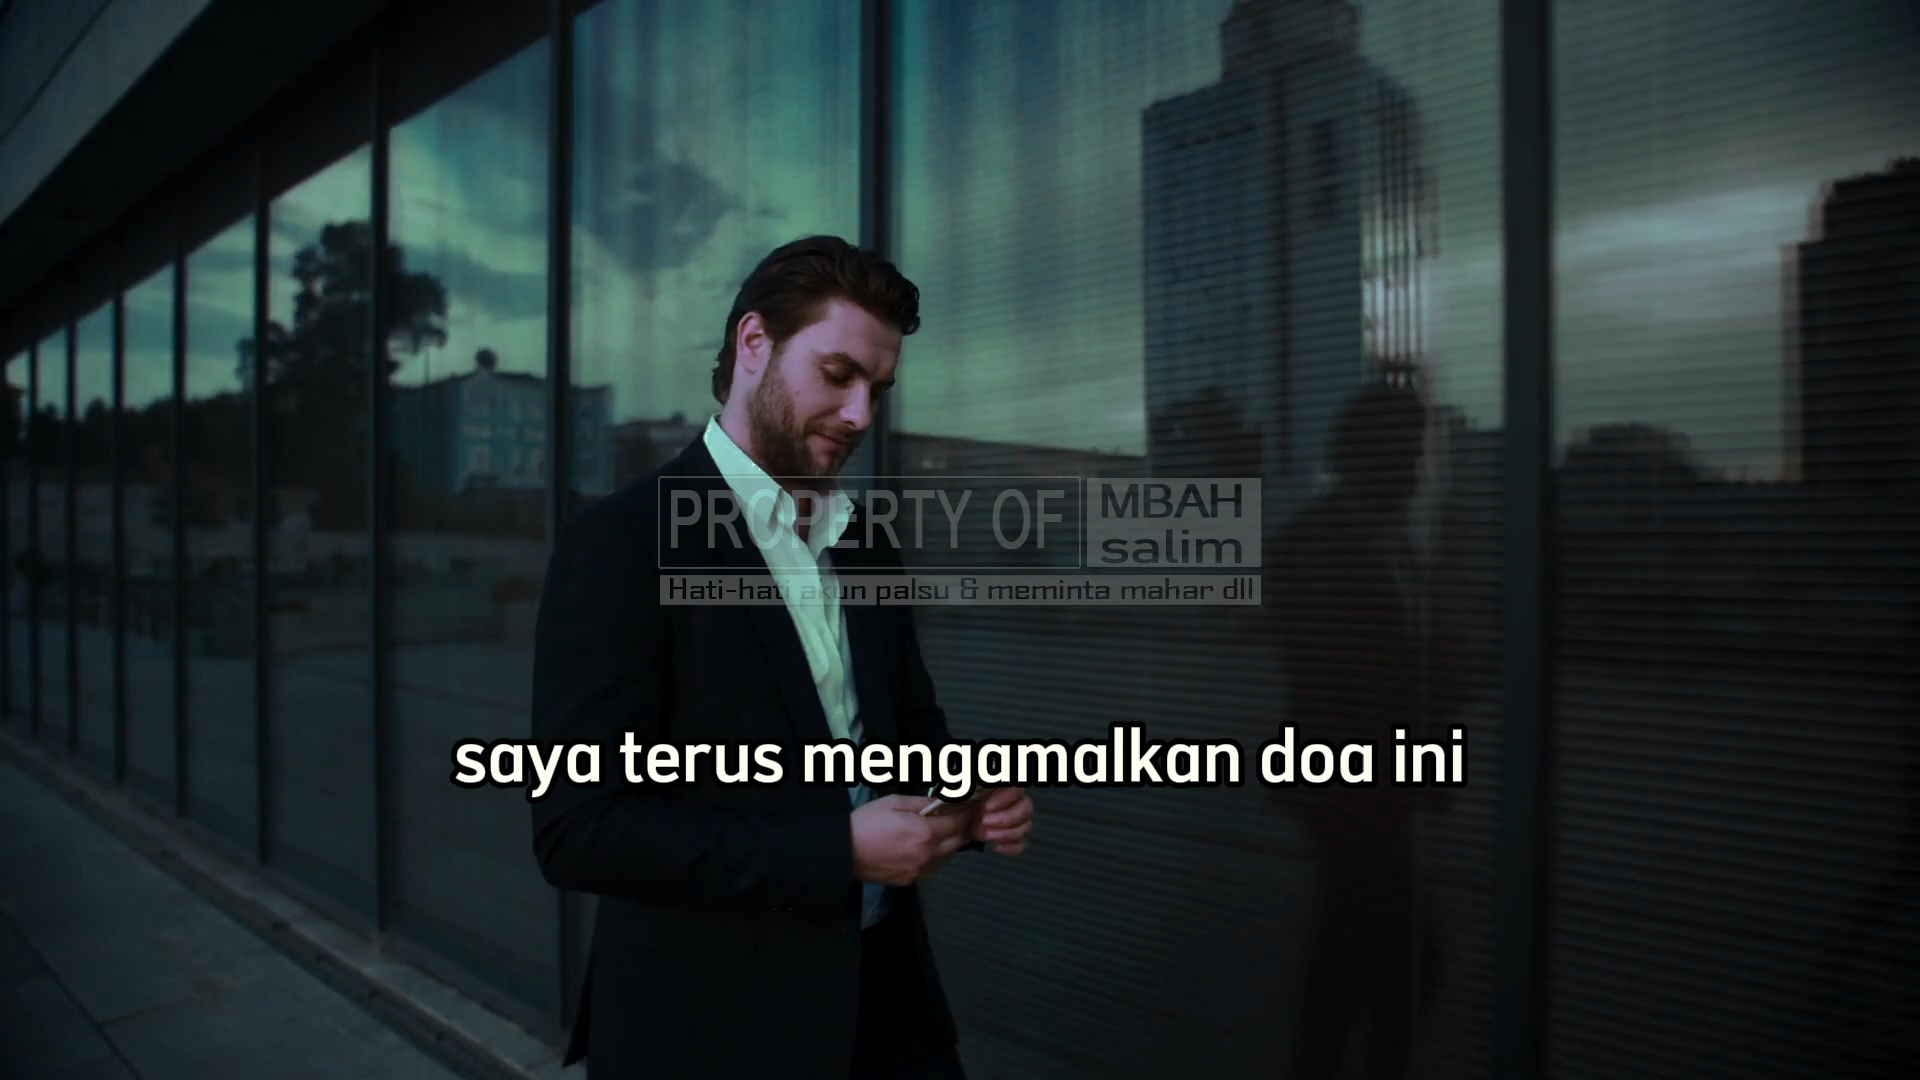 PROPERTY OF
MBAH
salim
Hati-hati akun palsu & meminta mahar dll
saya terus mengamalkan doa ini